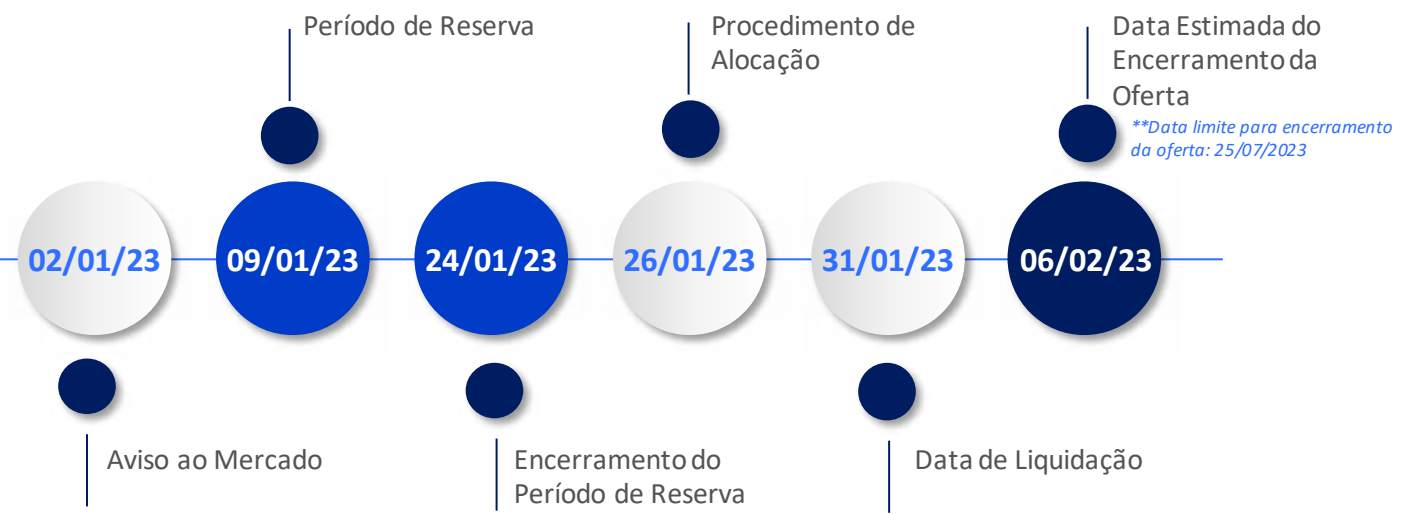 Período de Reserva
Procedimento de
Alocação
Data Estimada do
Encerramento da
Oferta
**Data limite para encerramento
da oferta: 25/07/2023
02/01/23
09/01/23
24/01/23
26/01/23
31/01/23
06/02/23
Aviso ao Mercado
Encerramento do
Período de Reserva
Data de Liquidação